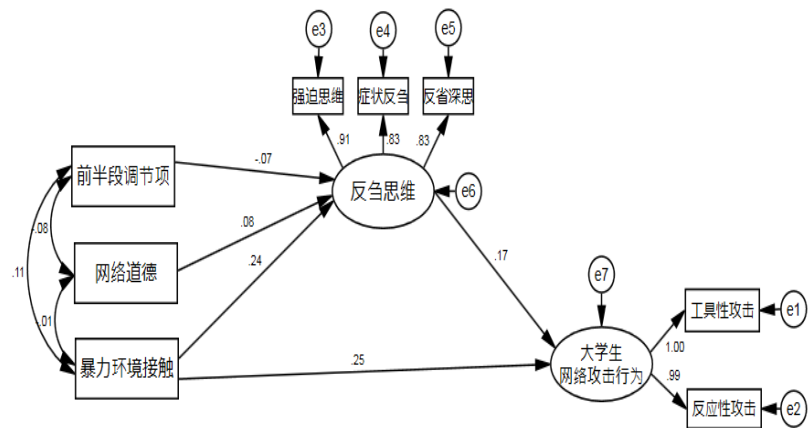 e3
e4
e5
强迫思维
症状反刍
反省深思
.91
.83
.83
前半段调节项
-.07
反刍思维
e6
-.08
.08
网络道德
.24
.17
.11
e7
-.01
工具性攻击
e1
暴力环境接触
.25
大学生
网络攻击行为
1.00
.99
反应性攻击
e2